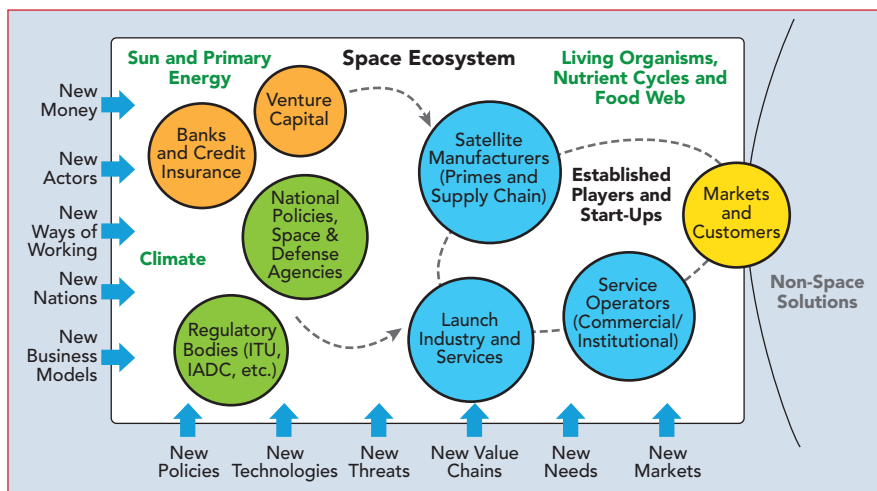 Sun and Primary
Energy
Space Ecosystem
Living Organisms,
Nutrient Cycles and
Food Web
New
Money
New
Actors
New
Ways of
Working
New
Nations
New
Business
Models
Venture
Capital
Banks
and Credit
Insurance
National
Policies,
Space &
Defense
Agencies
Climate
Regulatory
Bodies (ITU,
IADC, etc.)
Satellite
Manufacturers
(Primes and
Supply Chain)
Established
Players and
Start-Ups
Markets
and
Customers
Launch
Industry and
Services
Service
Operators
(Commercial/
Institutional)
Non-Space
Solutions
New
Policies
New
Technologies
New
Threats
New Value
Chains
New
Needs
New
Markets